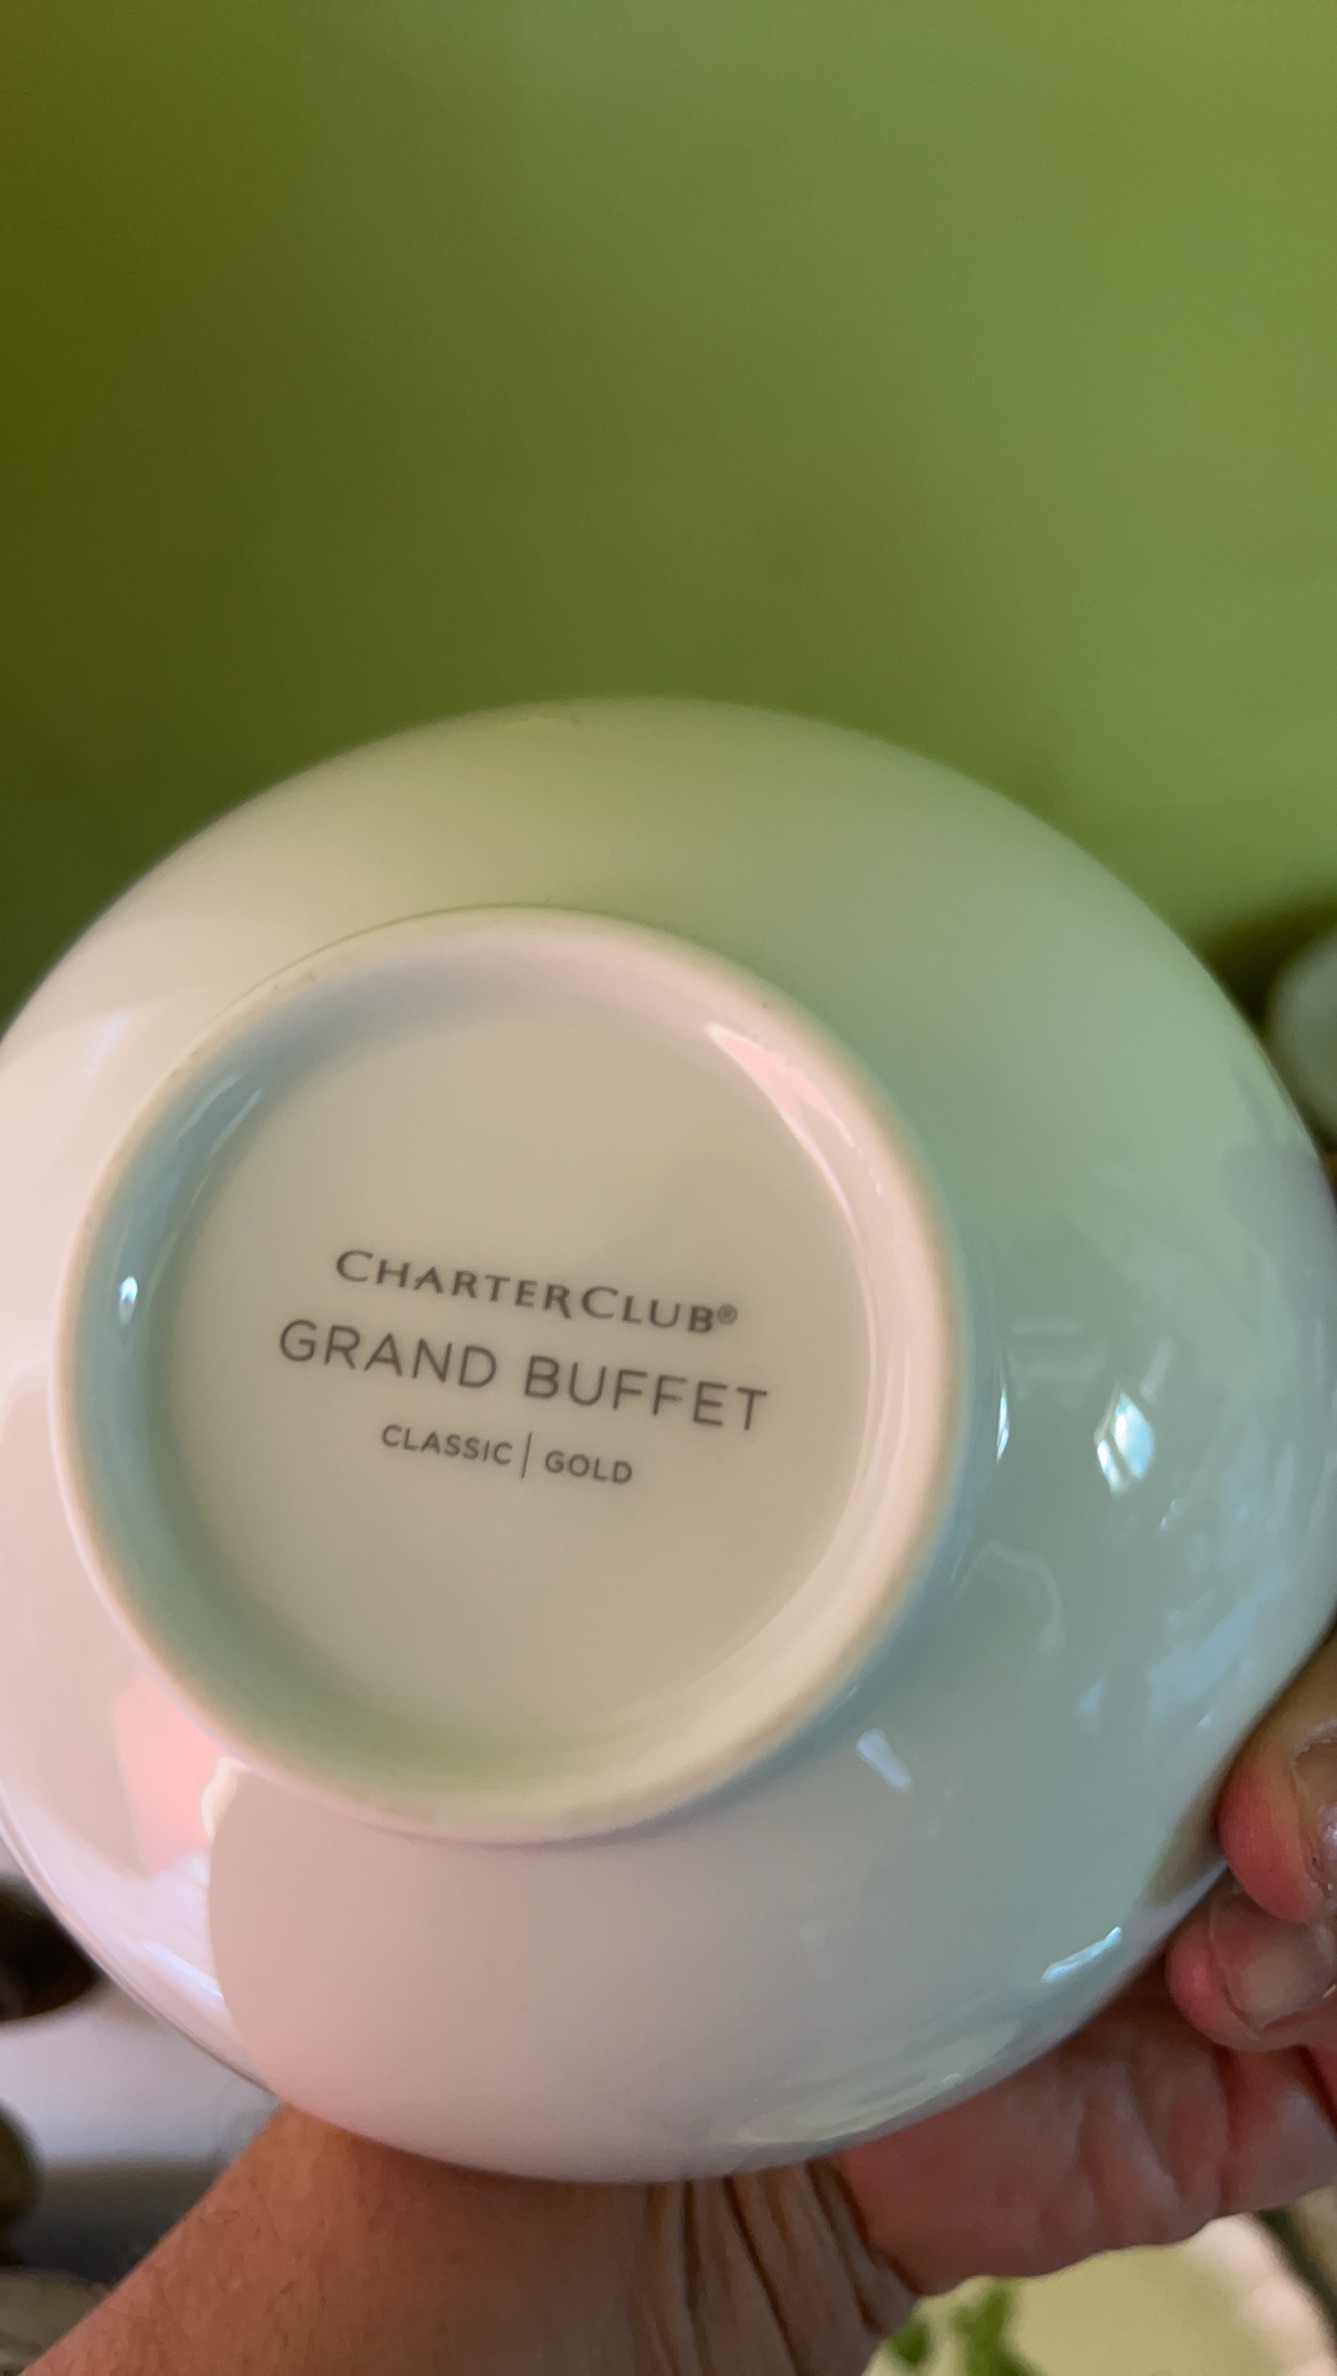 CHARTERCLUB®
GRAND BUFFET
CLASSIC | GOLD